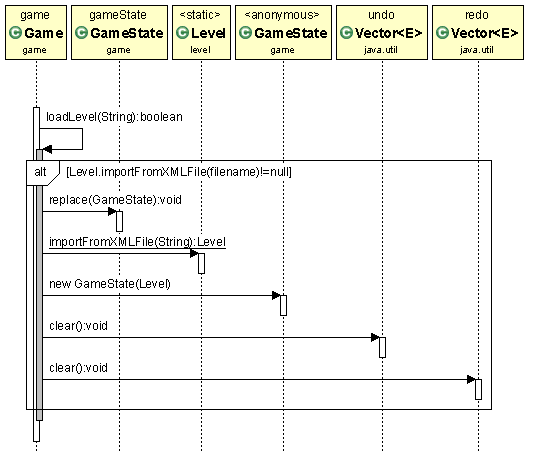 game
C Game
game
gameState
C GameState
game
<static>
C Level
level
<anonymous>
C GameState
game
undo
C Vector<E>
java.util
redo
C Vector<E>
java.util
loadLevel(String):boolean
alt [Level.importFromXMLFile(filename)!=null]
replace(GameState):void
importFromXMLFile(String):Level
new GameState(Level)
clear():void
clear():void